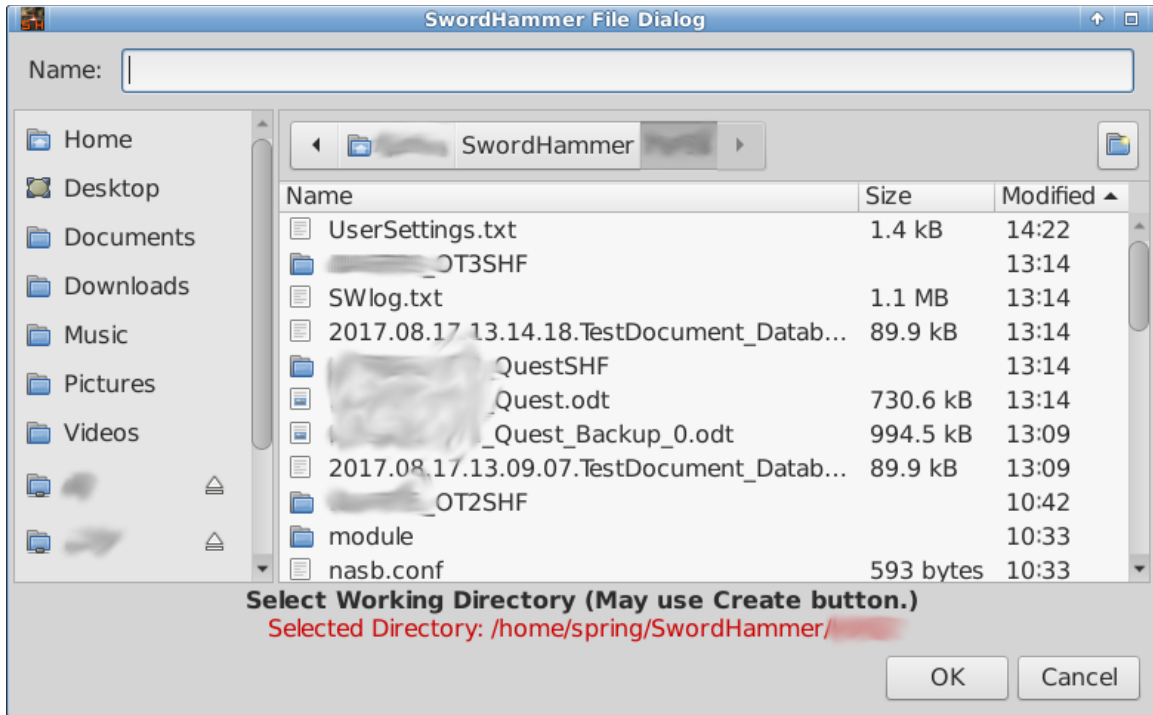 SwordHammer File Dialog
Name:
Home
Desktop
Documents
Downloads
Music
Pictures
Videos
SwordHammer
Name Size Modified
UserSettings.txt 1.4 kB 14:22
_OT3SHF 13:14
SWlog.txt 1.1 MB 13:14
2017.08.17.13.14.18.TestDocument_Datab... 89.9 kB 13:14
_QuestSHF 13:14
_Quest.odt 730.6 kB 13:14
_Quest_Backup_0.odt 994.5 kB 13:09
2017.08.17.13.09.07.TestDocument_Datab... 89.9 kB 13:09
_OT2SHF 10:42
module 10:33
nasb.conf 593 bytes 10:33
Select Working Directory (May use Create button.)
Selected Directory: /home/spring/SwordHammer/
OK Cancel